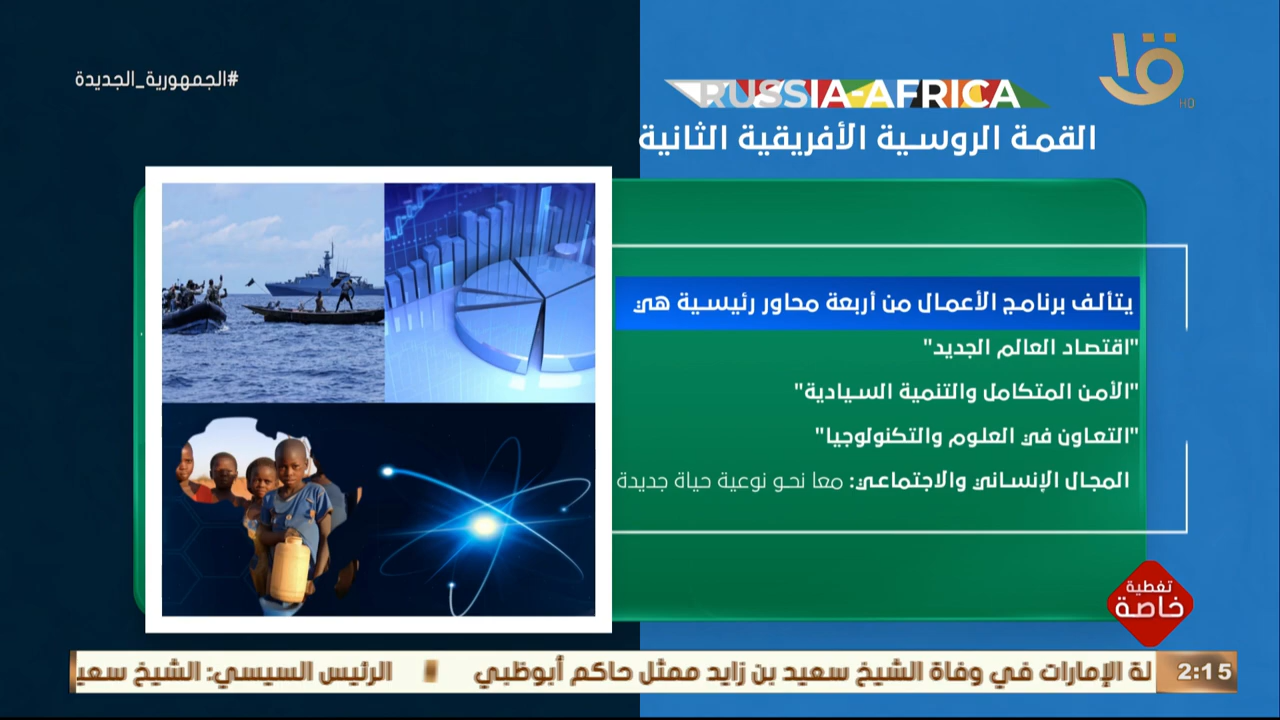 #الجمهورية_الجديدة
HD
RUSSIA-AFRICA
القمة الروسية الأفريقية الثانية
يتألف برنامج الأعمال من أربعة محاور رئيسية هي
"اقتصاد العالم الجديد"
"الأمن المتكامل والتنمية السيادية"
"التعاون في العلوم والتكنولوجيا"
المجال الإنساني والاجتماعي: معا نحو نوعية حياة جديدة
تغطية
خاصة
2:15
لة الإمارات في وفاة الشيخ سعيد بن زايد ممثل حاكم أبوظبي الرئيس السيسي: الشيخ سعي